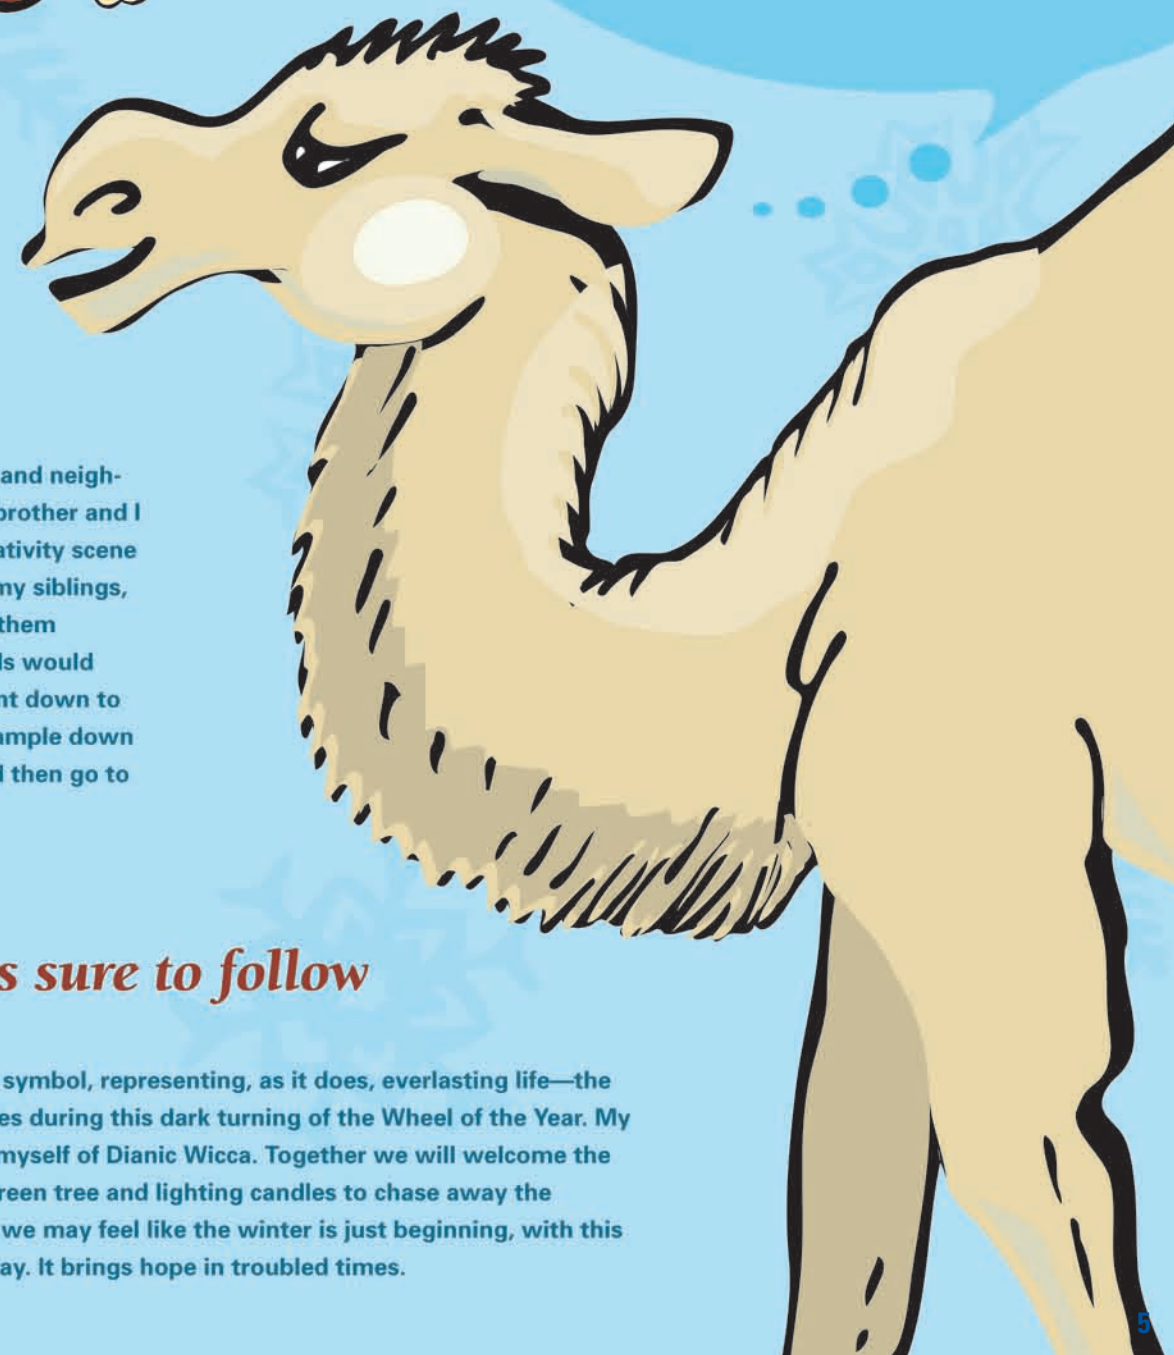 and neigh-
brother and I
ativity scene
my siblings,
them
ls would
nt down to
ample down
l then go to
s sure to follow
symbol, representing, as it does, everlasting life—the
es during this dark turning of the Wheel of the Year. My
myself of Dianic Wicca. Together we will welcome the
reen tree and lighting candles to chase away the
we may feel like the winter is just beginning, with this
ay. It brings hope in troubled times.
5